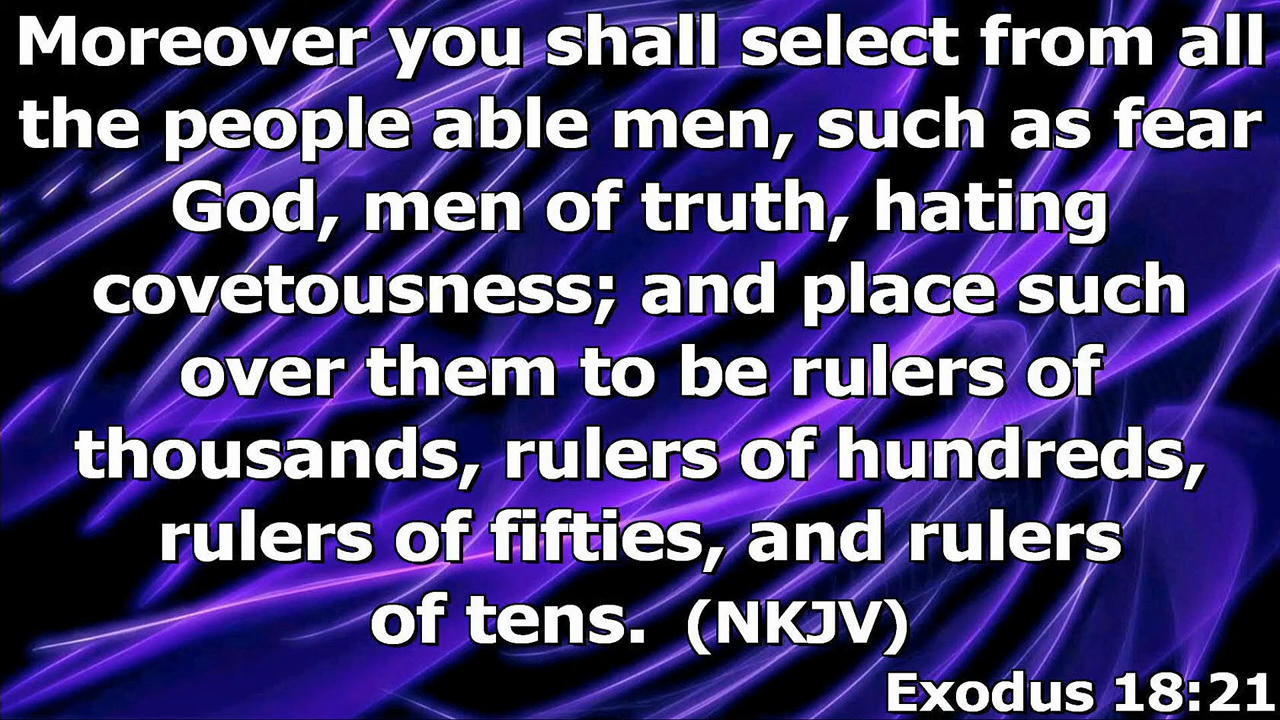 Moreover you shall select from all
the people able men, such as fear
God, men of truth, hating
covetousness; and place such
over them to be rulers of
thousands, rulers of hundreds,
rulers of fifties, and rulers
of tens. (NKJV)
Exodus 18:21